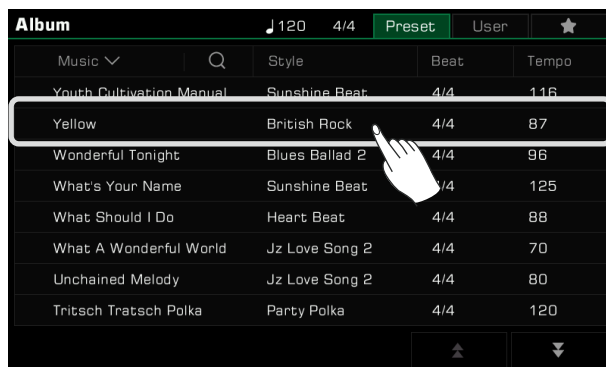 Album ♩120 4/4 Preset User ★
Music Style Beat Tempo
Youth Cultivation Manual Sunshine Beat 4/4 116
Yellow British Rock 4/4 87
Wonderful Tonight Blues Ballad 2 4/4 96
What's Your Name Sunshine Beat /4 125
What Should I Do Heart Beat 4/4 88
What A Wonderful World Jz Love Song 2 4/4 70
Unchained Melody Jz Love Song 2 4/4 80
Tritsch Tratsch Polka Party Polka 4/4 120